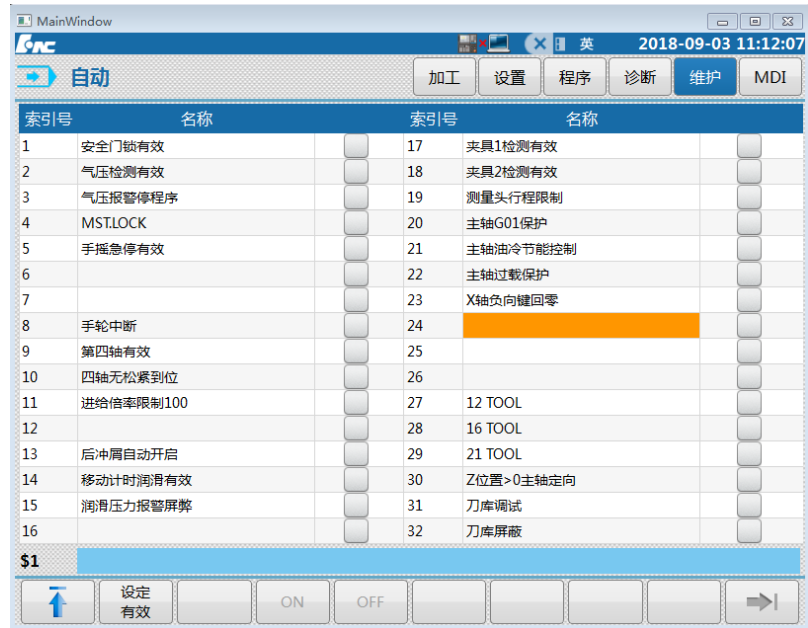 MainWindow
HNC
英 2018-09-03 11:12:07
自动 加工 设置 程序 诊断 维护 MDI
索引号 名称 索引号 名称
1 安全门锁有效 17 夹具1检测有效
2 气压检测有效 18 夹具2检测有效
3 气压报警停程序 19 测量头行程限制
4 MST.LOCK 20 主轴G01保护
5 手摇急停有效 21 主轴油冷节能控制
6 22 主轴过载保护
7 23 X轴负向键回零
8 手轮中断 24
9 第四轴有效 25
10 四轴无松紧到位 26
11 进给倍率限制100 27 12 TOOL
12 28 16 TOOL
13 后冲屑自动开启 29 21 TOOL
14 移动计时润滑有效 30 Z位置>0主轴定向
15 润滑压力报警屏弊 31 刀库调试
16 32 刀库屏蔽
$1
设定 ON OFF
有效